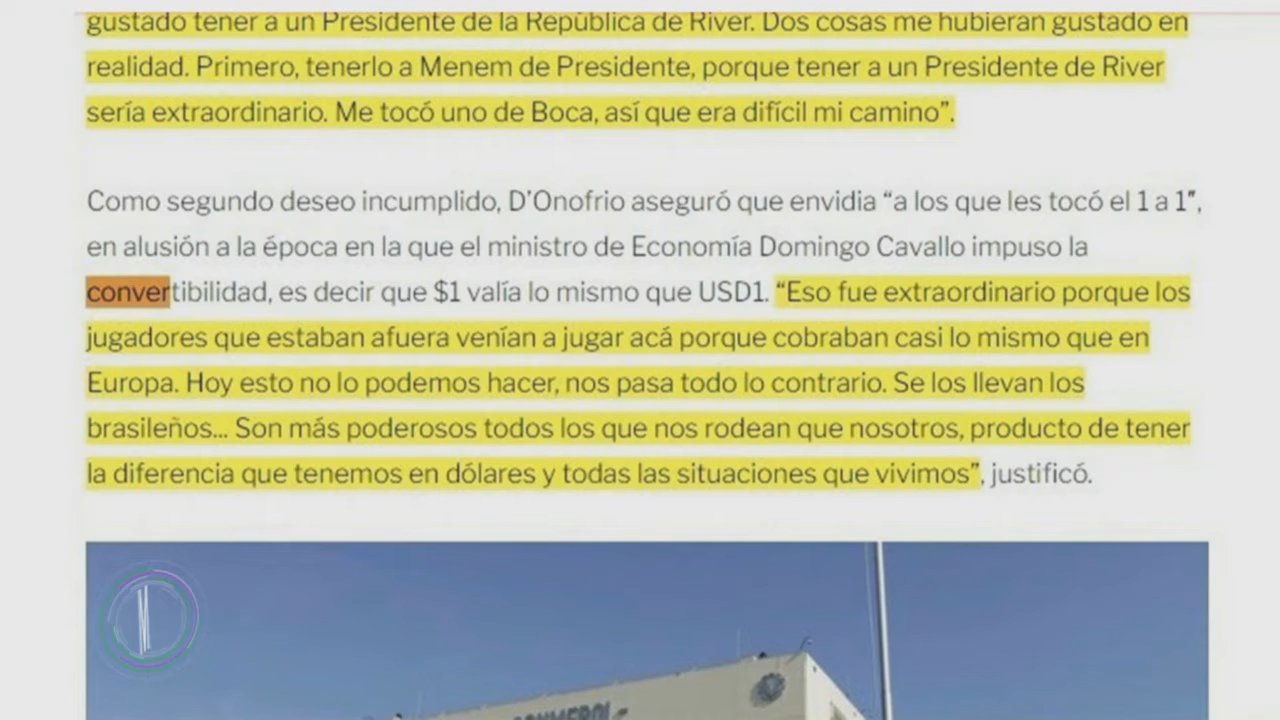 gustado tener a un Presidente de la República de River. Dos cosas me hubieran gustado en
realidad. Primero, tenerlo a Menem de Presidente, porque tener a un Presidente de River
sería extraordinario. Me tocó uno de Boca, así que era difícil mi camino”.
Como segundo deseo incumplido, D’Onofrio aseguró que envidia “a los que les tocó el 1 a 1”,
en alusión a la época en la que el ministro de Economía Domingo Cavallo impuso la
convertibilidad, es decir que $1 valía lo mismo que USD1. “Eso fue extraordinario porque los
jugadores que estaban afuera venían a jugar acá porque cobraban casi lo mismo que en
Europa. Hoy esto no lo podemos hacer, nos pasa todo lo contrario. Se los llevan los
brasileños... Son más poderosos todos los que nos rodean que nosotros, producto de tener
la diferencia que tenemos en dólares y todas las situaciones que vivimos”, justificó.